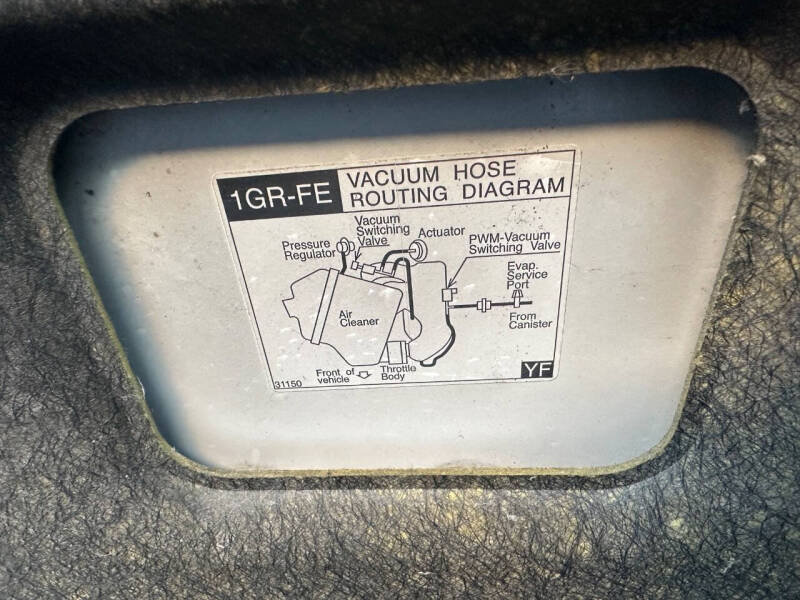 1GR-FE
VACUUM HOSE
ROUTING DIAGRAM
Vacuum
Switching
Valve
Actuator
Pressure
Regulator
PWM-Vacuum
Switching Valve
Evap.
Service
Port
Air
Cleaner
From
Canister
Front of
vehicle
Throttle
Body
31150
YF